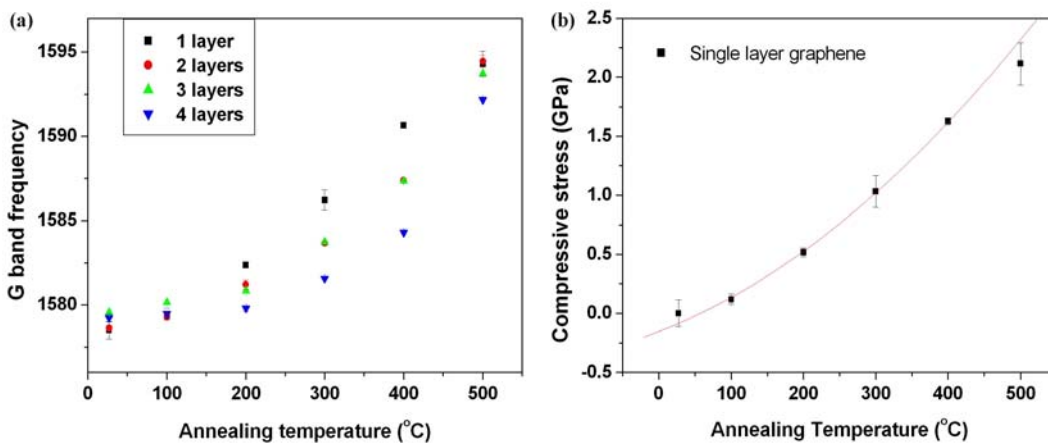 (a)
1 layer
2 layers
3 layers
4 layers
1595
1590
1585
1580
G band frequency
0 100 200 300 400 500
Annealing temperature (°C)
(b)
Single layer graphene
2.5
2.0
1.5
1.0
0.5
0.0
-0.5
Compressive stress (GPa)
0 100 200 300 400 500
Annealing Temperature (°C)